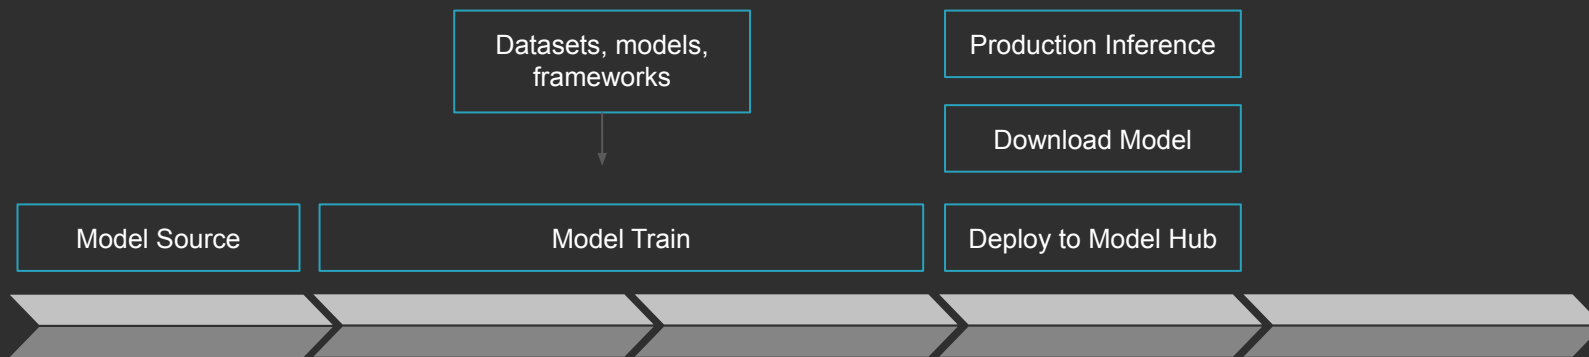 Datasets, models,
frameworks
Production Inference
Download Model
Model Source
Model Train
Deploy to Model Hub